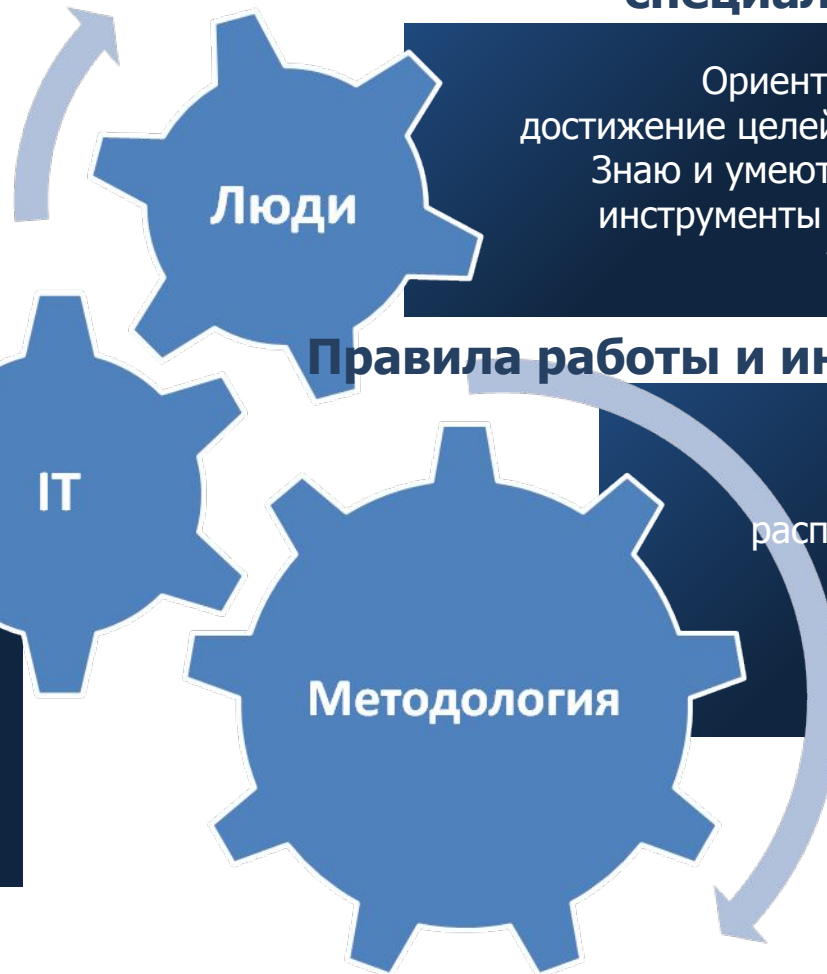 специал
Ориент
достижение целей
Знаю и умеют
инструменты
Люди
Правила работы и ин
IT
расп
Методология